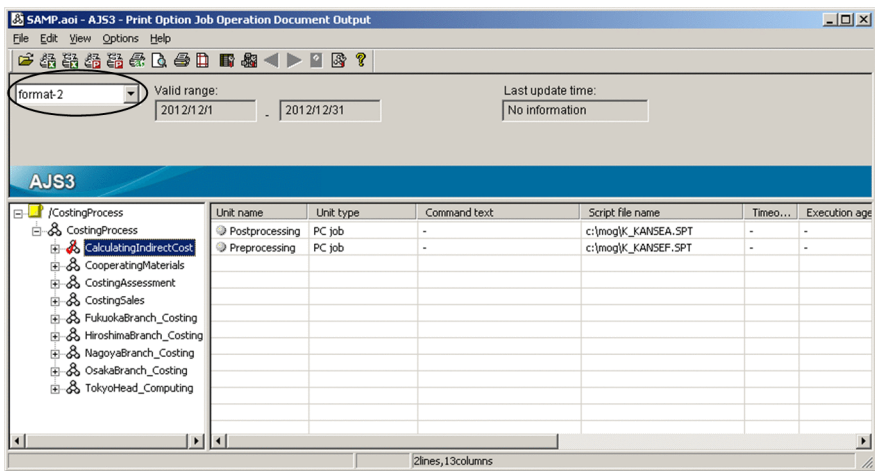 SAMP.aoi - AJS3 - Print Option Job Operation Document Output
File Edit View Options Help
format-2
Valid range:
2012/12/1 - 2012/12/31
Last update time:
No information
AJS3
/CostingProcess
CostingProcess
CalculatingIndirectCost
CooperatingMaterials
CostingAssessment
CostingSales
FukuokaBranch_Costing
HiroshimaBranch_Costing
NagoyaBranch_Costing
OsakaBranch_Costing
TokyoHead_Computing
Unit name Unit type Command text Script file name Timeo... Execution age
Postprocessing PC job - c:\mog\K_KANSEA.SPT - -
Preprocessing PC job - c:\mog\K_KANSEF.SPT - -
2lines,13columns